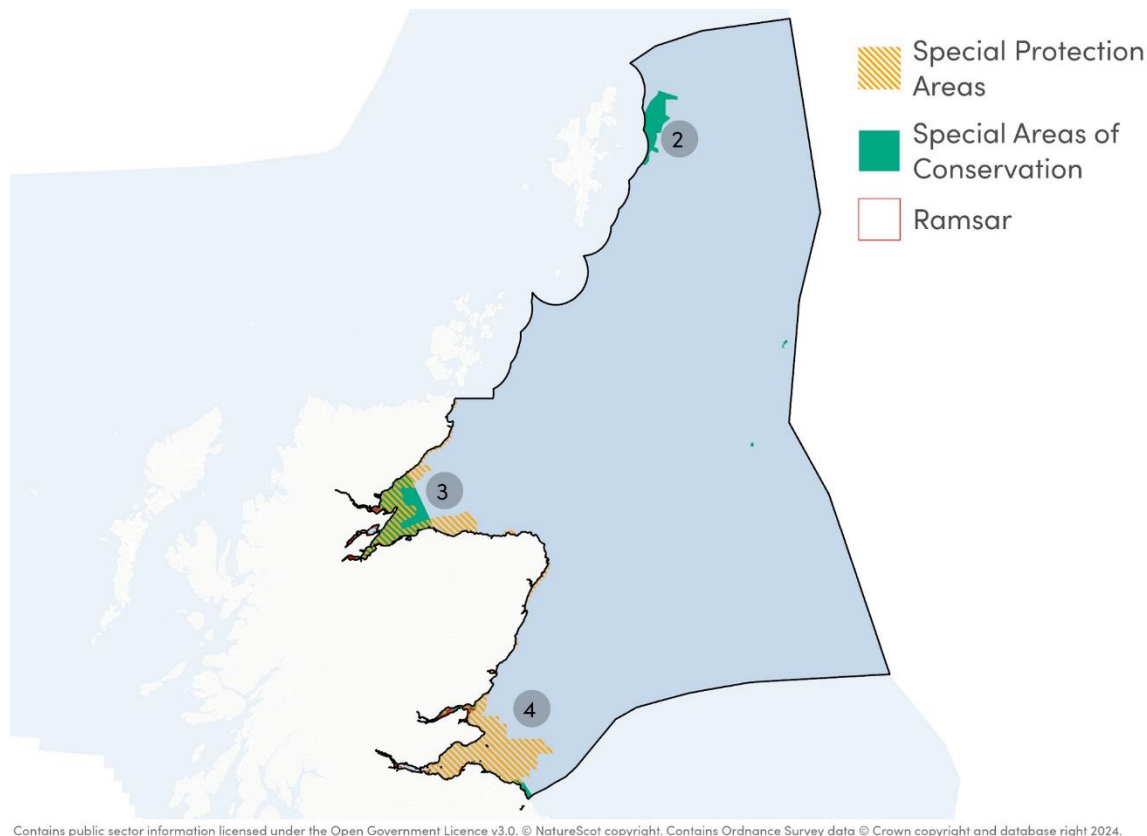 Special Protection
Areas
Special Areas of
Conservation
Ramsar
2
3
4
Contains public sector information licensed under the Open Government Licence v3.0. © NatureScot copyright. Contains Ordnance Survey data © Crown copyright and database right 2024.